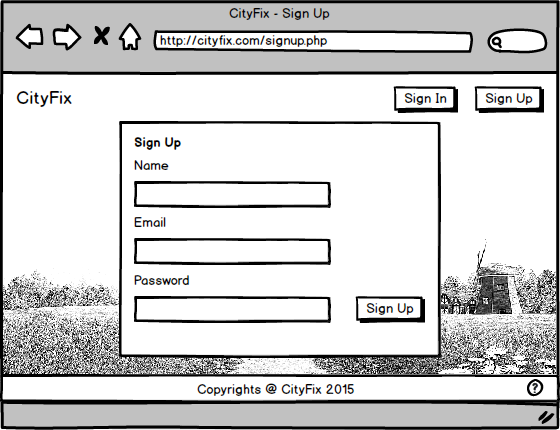 CityFix - Sign Up
http://cityfix.com/signup.php
CityFix
Sign In
Sign Up
Sign Up
Name
Email
Password
Sign Up
Copyrights @ CityFix 2015
?